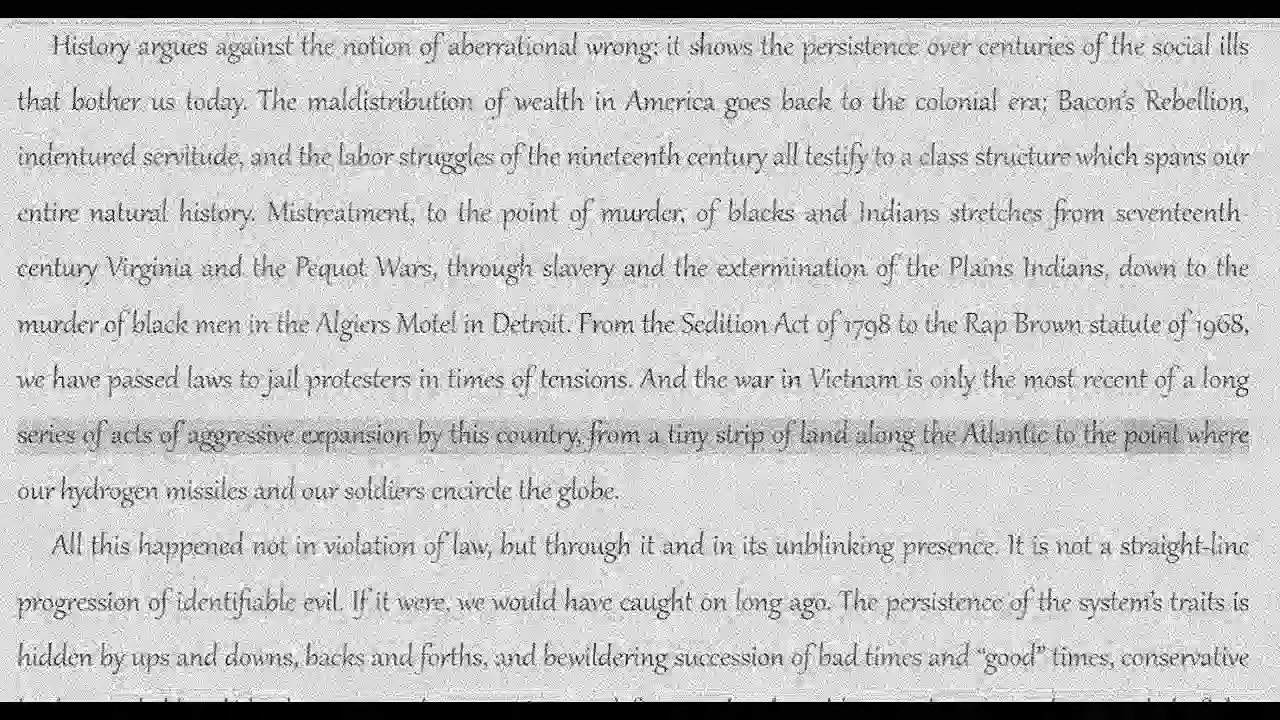 History argues against the notion of aberrational wrong: it shows the persistence over centuries of the social ills
that bother us today. The maldistribution of wealth in America goes back to the colonial era; Bacon's Rebellion,
indentured servitude, and the labor struggles of the nineteenth century all testify to a class structure which spans our
entire natural history. Mistreatment, to the point of murder, of blacks and Indians stretches from seventeenth-
century Virginia and the Pequot Wars, through slavery and the extermination of the Plains Indians, down to the
murder of black men in the Algiers Motel in Detroit. From the Sedition Act of 1798 to the Rap Brown statute of 1968,
we have passed laws to jail protesters in times of tensions. And the war in Vietnam is only the most recent of a long
series of acts of aggressive expansion by this country, from a tiny strip of land along the Atlantic to the point where
our hydrogen missiles and our soldiers encircle the globe.
All this happened not in violation of law, but through it and in its unblinking presence. It is not a straight-line
progression of identifiable evil. If it were, we would have caught on long ago. The persistence of the system's traits is
hidden by ups and downs, backs and forths, and bewildering succession of bad times and “good” times, conservative